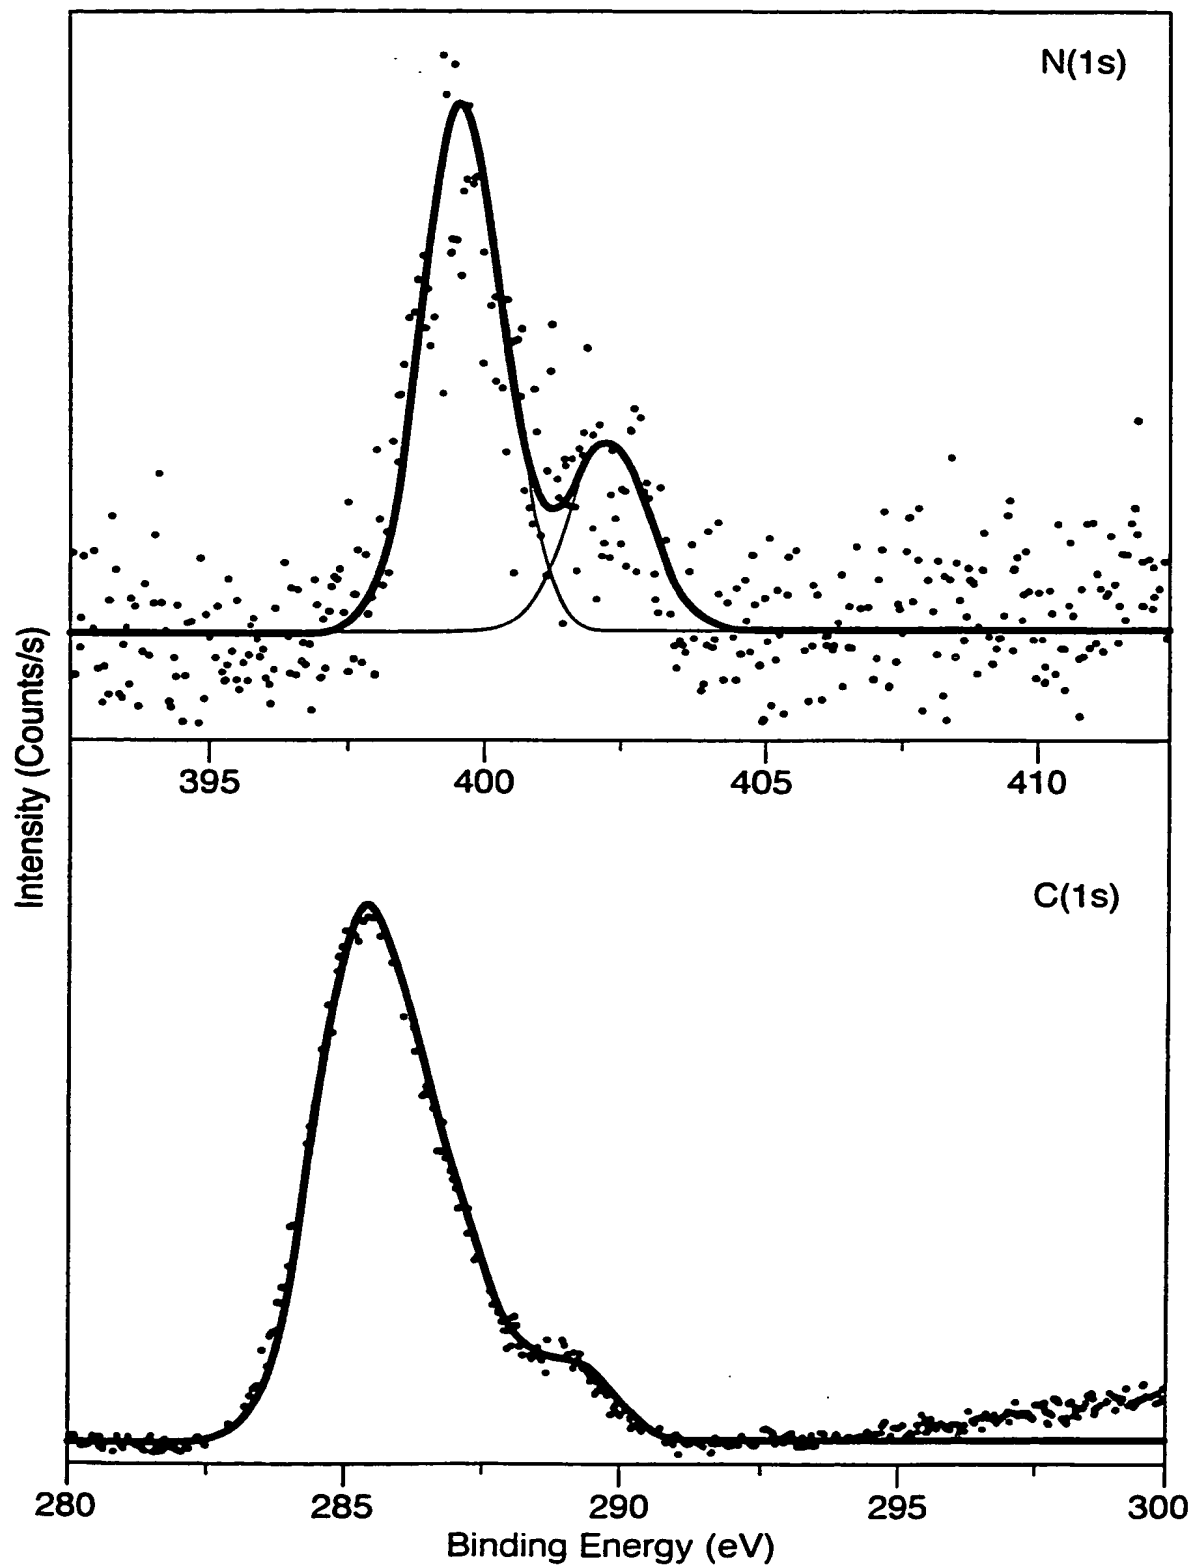 N(1s)
Intensity (Counts/s)
395 400 405 410
C(1s)
280 285 290 295 300
Binding Energy (eV)